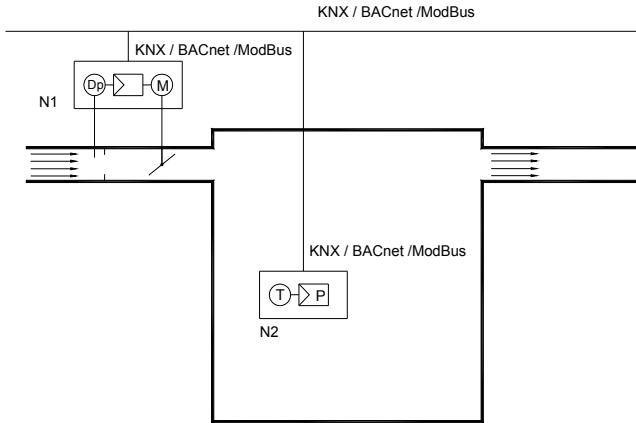 KNX / BACnet /ModBus
KNX / BACnet /ModBus
Dp
M
N1
KNX / BACnet /ModBus
T
P
N2